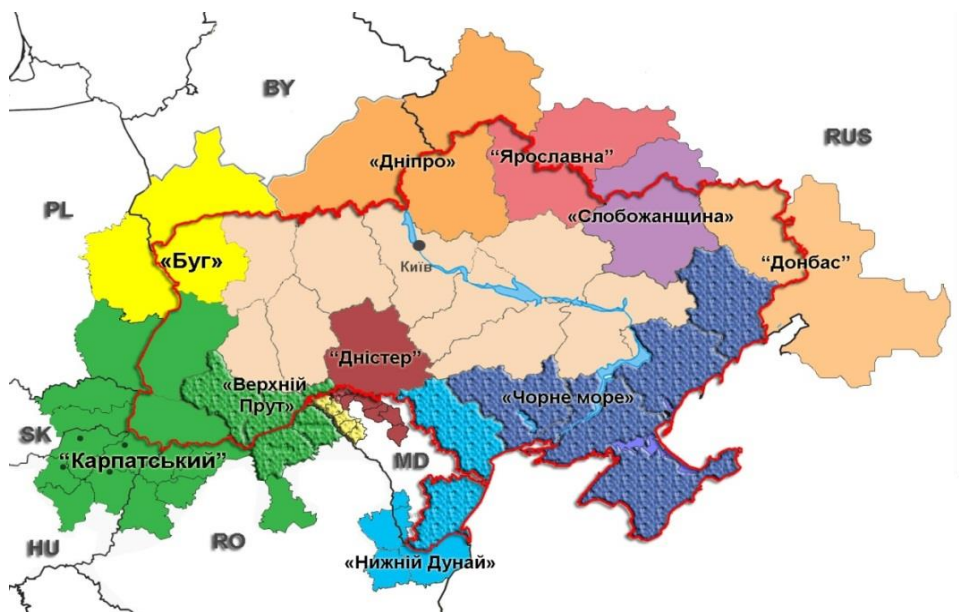 BY
RUS
«Дніпро»
“Ярославна”
PL
«Слобожанщина»
«Буг»
Київ
“Донбас”
“Дністер”
«Верхній
Прут»
«Чорне море»
SK
“Карпатський”
MD
HU
RO
«Нижній Дунай»